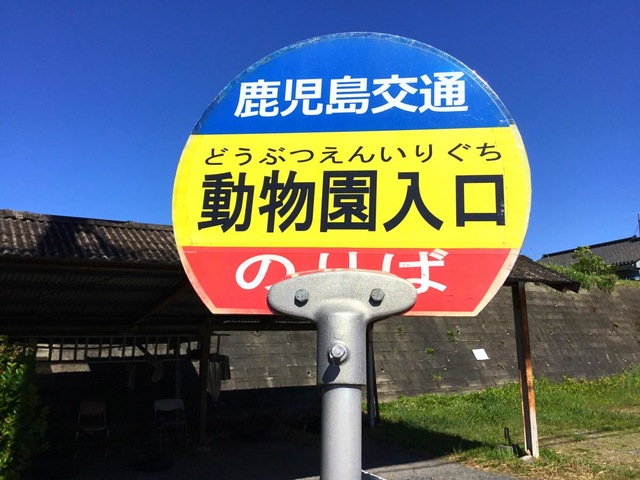 鹿児島交通
どうぶつえんいりぐち
動物園入口
のりば